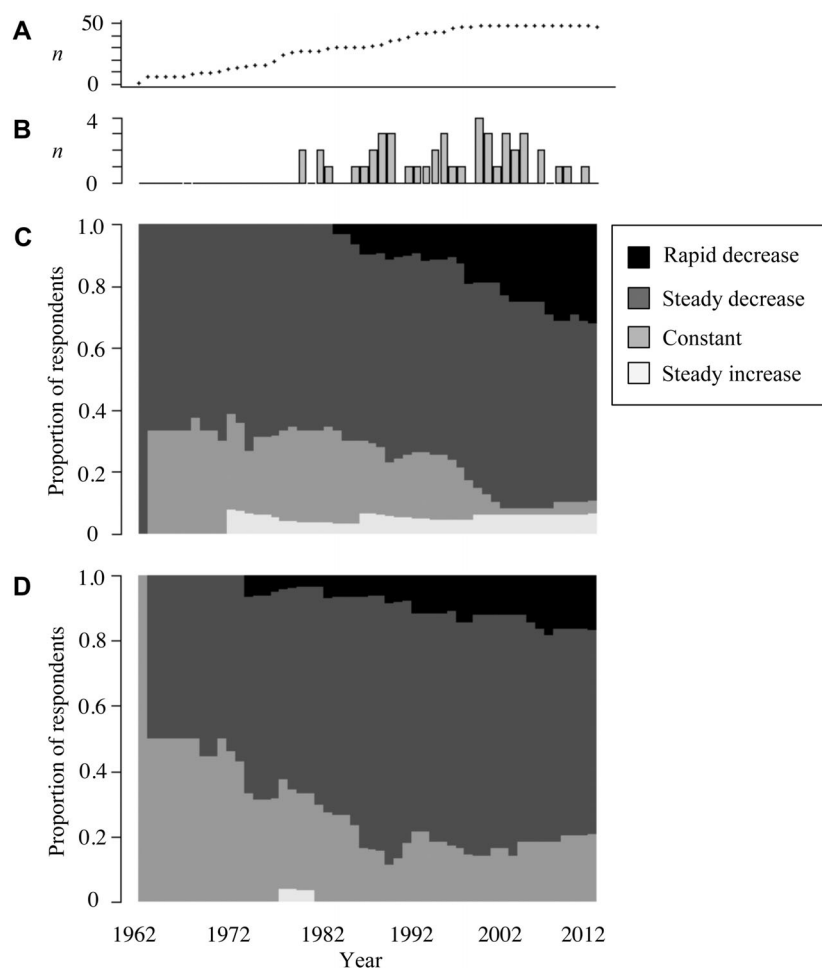 A
50
n
0
B
4
n
0
C
1.0
0.8
0.6
0.4
0.2
0
Proportion of respondents
Rapid decrease
Steady decrease
Constant
Steady increase
D
1.0
0.8
0.6
0.4
0.2
0
Proportion of respondents
1962 1972 1982 1992 2002 2012
Year